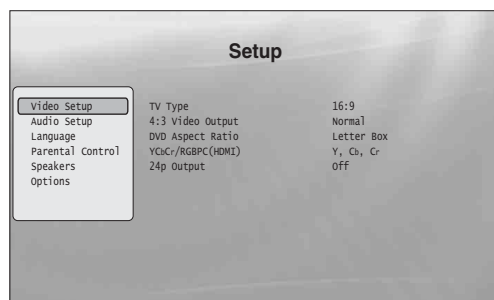 Setup
Video Setup TV Type 16:9
Audio Setup 4:3 Video Output Normal
Language DVD Aspect Ratio Letter Box
Parental Control YCbCr/RGBPC(HDMI) Y, Cb, Cr
Speakers 24p Output Off
Options